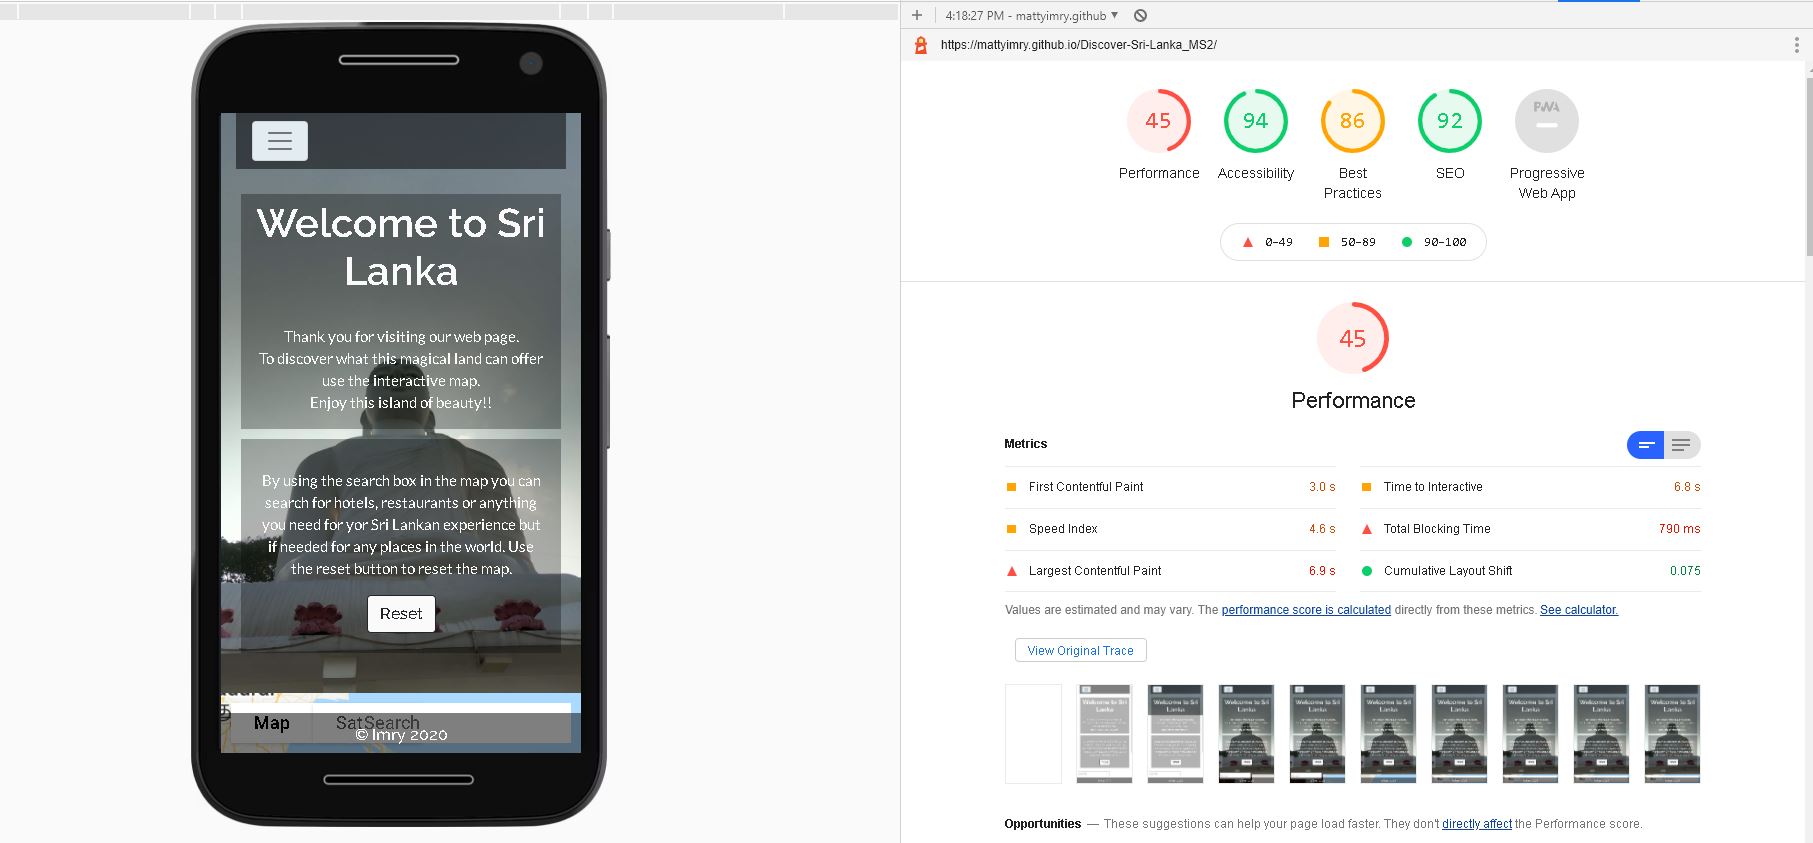 Welcome to Sri
Lanka
Thank you for visiting our web page.
To discover what this magical land can offer
use the interactive map.
Enjoy this island of beauty!!
By using the search box in the map you can
search for hotels, restaurants or anything
you need for yor Sri Lankan experience but
if needed for any places in the world. Use
the reset button to reset the map.
Reset
Map
SatSearch
© Imry 2020
4:18:27 PM - mattyimry.github
https://mattyimry.github.io/Discover-Sri-Lanka_MS2/
45
94
86
92
PWA
Performance
Accessibility
Best
Practices
SEO
Progressive
Web App
0–49
50–89
90–100
45
Performance
Metrics
First Contentful Paint 3.0 s
Time to Interactive 6.8 s
Speed Index 4.6 s
Total Blocking Time 790 ms
Largest Contentful Paint 6.9 s
Cumulative Layout Shift 0.075
Values are estimated and may vary. The performance score is calculated directly from these metrics. See calculator.
View Original Trace
Opportunities — These suggestions can help your page load faster. They don't directly affect the Performance score.